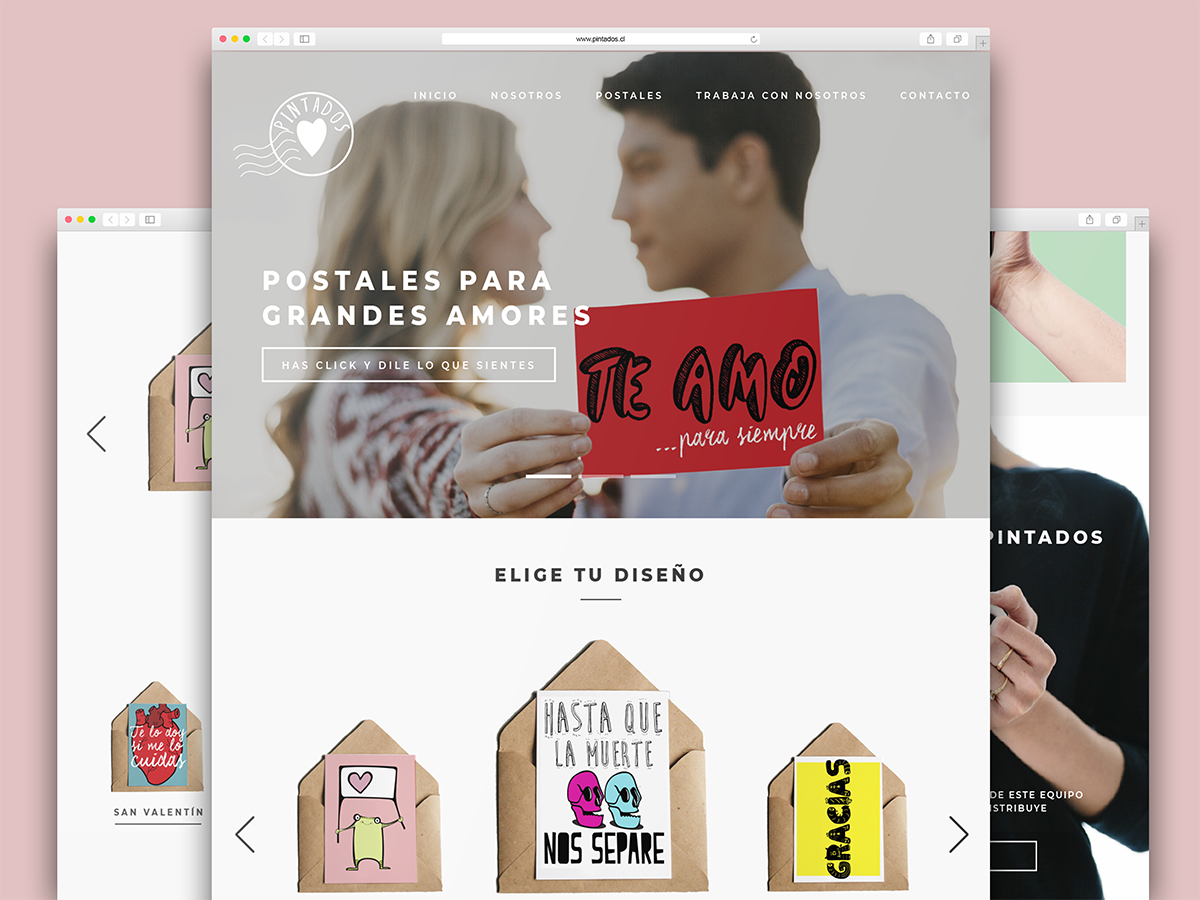 www.pintados.cl
PINTADOS
INICIO NOSOTROS POSTALES TRABAJA CON NOSOTROS CONTACTO
POSTALES PARA
GRANDES AMORES
HAS CLICK Y DILE LO QUE SIENTES
TE AMO
...para siempre
ELIGE TU DISEÑO
HASTA QUE
LA MUERTE
NOS SEPARE
GRACIAS
Te lo doy
si me lo
cuidas
SAN VALENTÍN
PINTADOS
DE ESTE EQUIPO
ISTRIBUYE